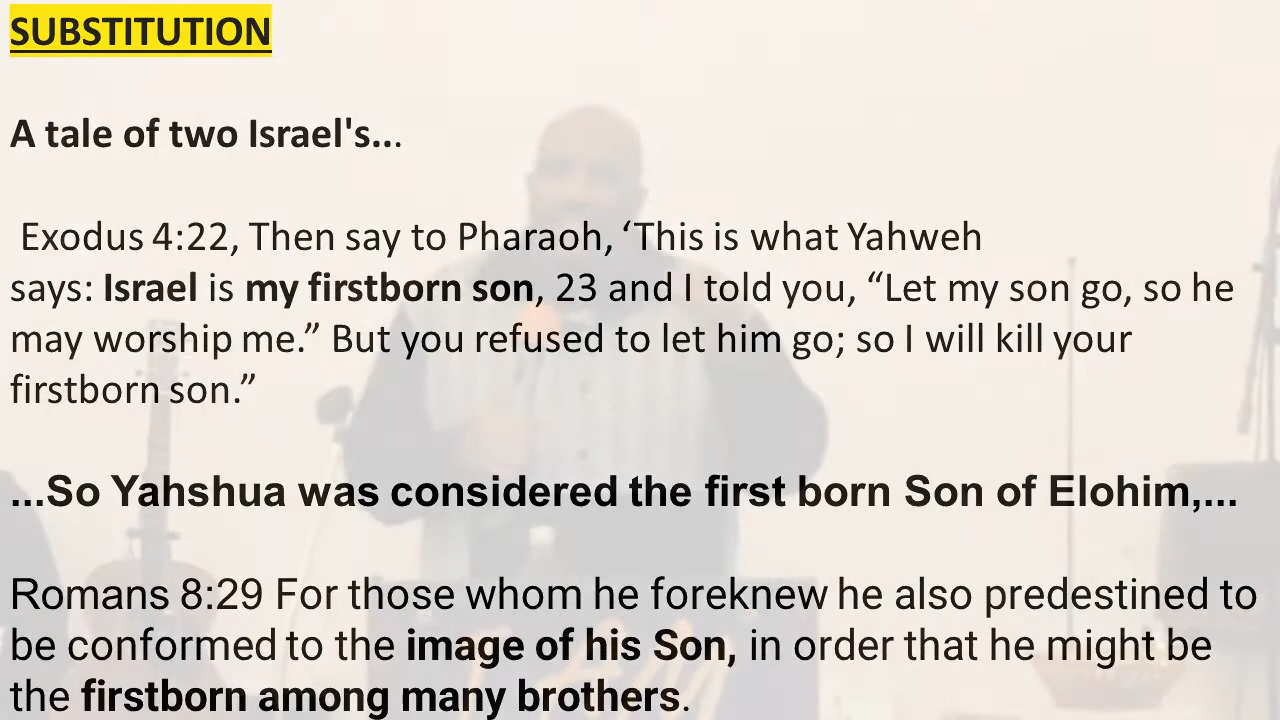 SUBSTITUTION
A tale of two Israel's...
Exodus 4:22, Then say to Pharaoh, ‘This is what Yahweh
says: Israel is my firstborn son, 23 and I told you, “Let my son go, so he
may worship me.” But you refused to let him go; so I will kill your
firstborn son.”
...So Yahshua was considered the first born Son of Elohim,...
Romans 8:29 For those whom he foreknew he also predestined to
be conformed to the image of his Son, in order that he might be
the firstborn among many brothers.